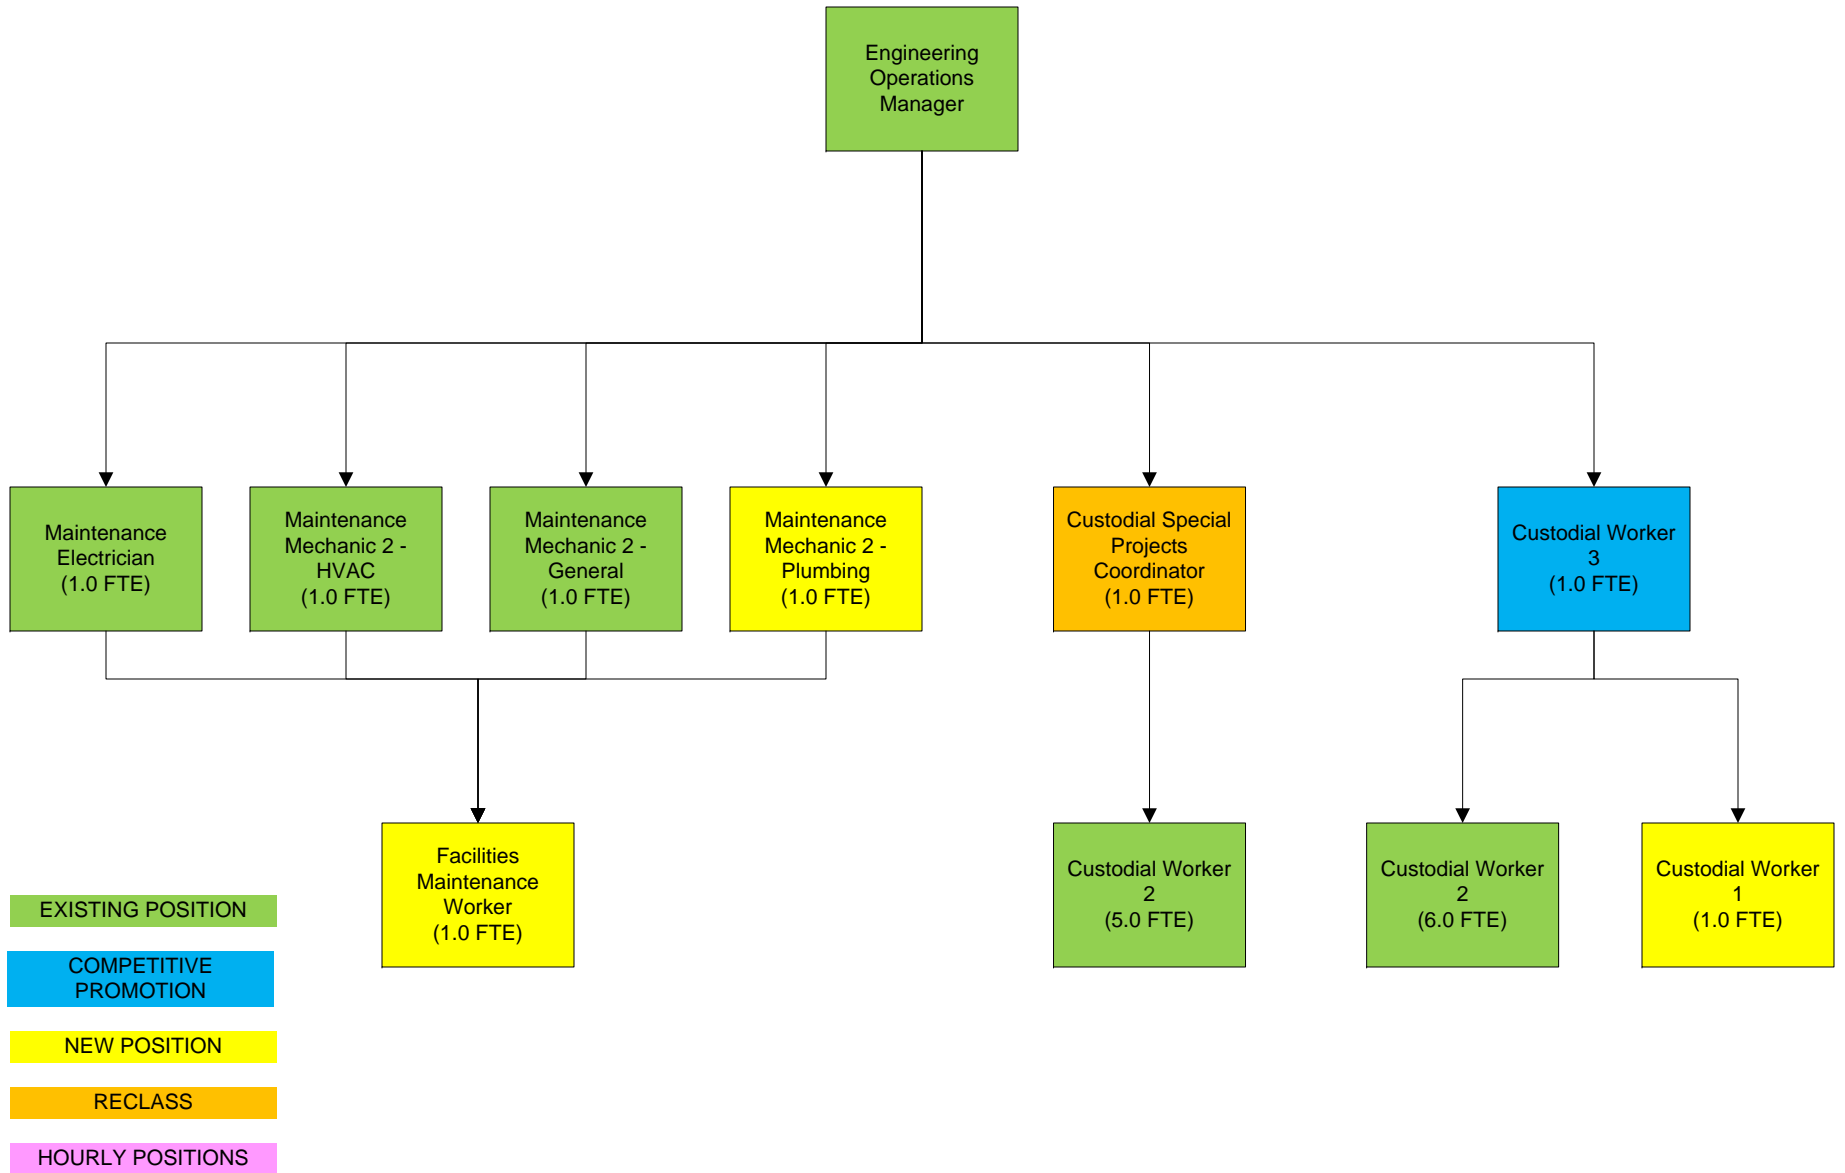 Engineering
Operations
Manager
Maintenance
Electrician
(1.0 FTE)
Maintenance
Mechanic 2 -
HVAC
(1.0 FTE)
Maintenance
Mechanic 2 -
General
(1.0 FTE)
Maintenance
Mechanic 2 -
Plumbing
(1.0 FTE)
Custodial Special
Projects
Coordinator
(1.0 FTE)
Custodial Worker
3
(1.0 FTE)
Facilities
Maintenance
Worker
(1.0 FTE)
Custodial Worker
2
(5.0 FTE)
Custodial Worker
2
(6.0 FTE)
Custodial Worker
1
(1.0 FTE)
EXISTING POSITION
COMPETITIVE
PROMOTION
NEW POSITION
RECLASS
HOURLY POSITIONS